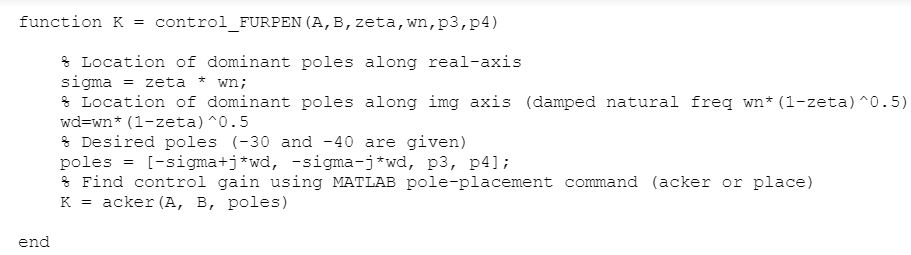 function K = control_FURPEN(A,B,zeta,wn,p3,p4)
% Location of dominant poles along real-axis
sigma = zeta * wn;
% Location of dominant poles along img axis (damped natural freq wn*(1-zeta)^0.5)
wd=wn*(1-zeta)^0.5
% Desired poles (-30 and -40 are given)
poles = [-sigma+j*wd, -sigma-j*wd, p3, p4];
% Find control gain using MATLAB pole-placement command (acker or place)
K = acker(A, B, poles)
end